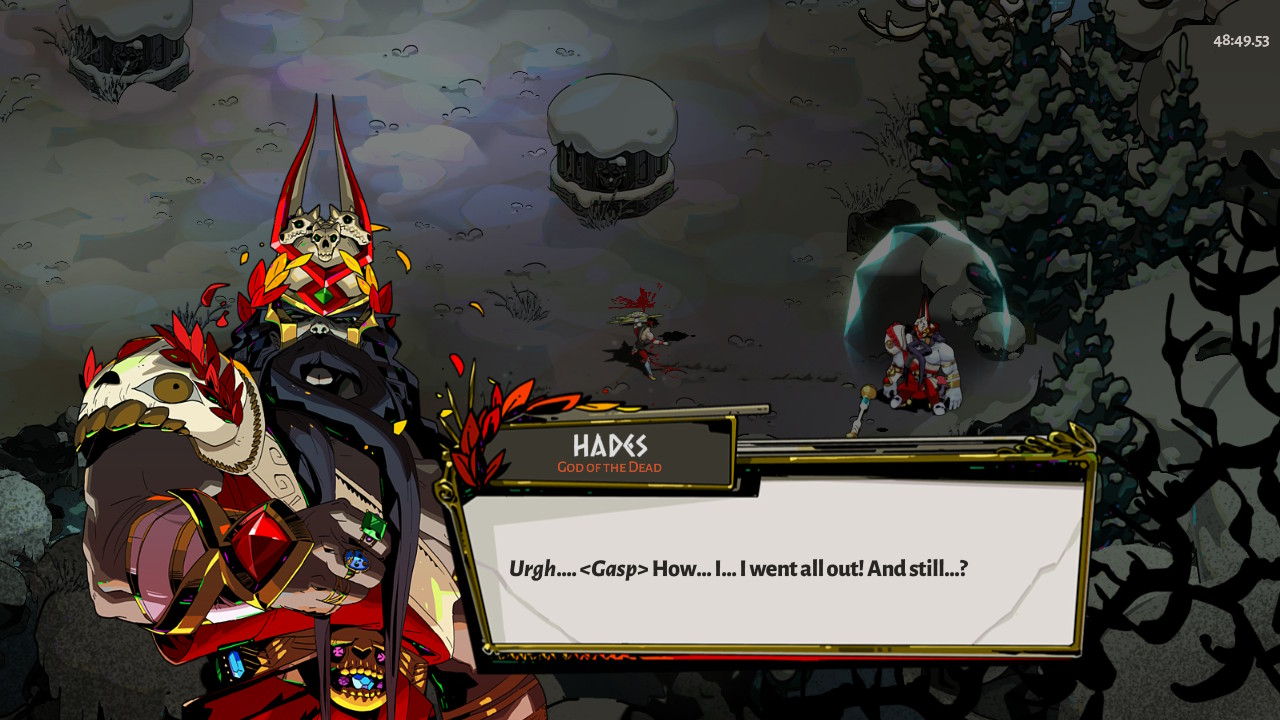 48:49.53
HADES
GOD OF THE DEAD
Urgh.... <Gasp> How... I... I went all out! And still...?